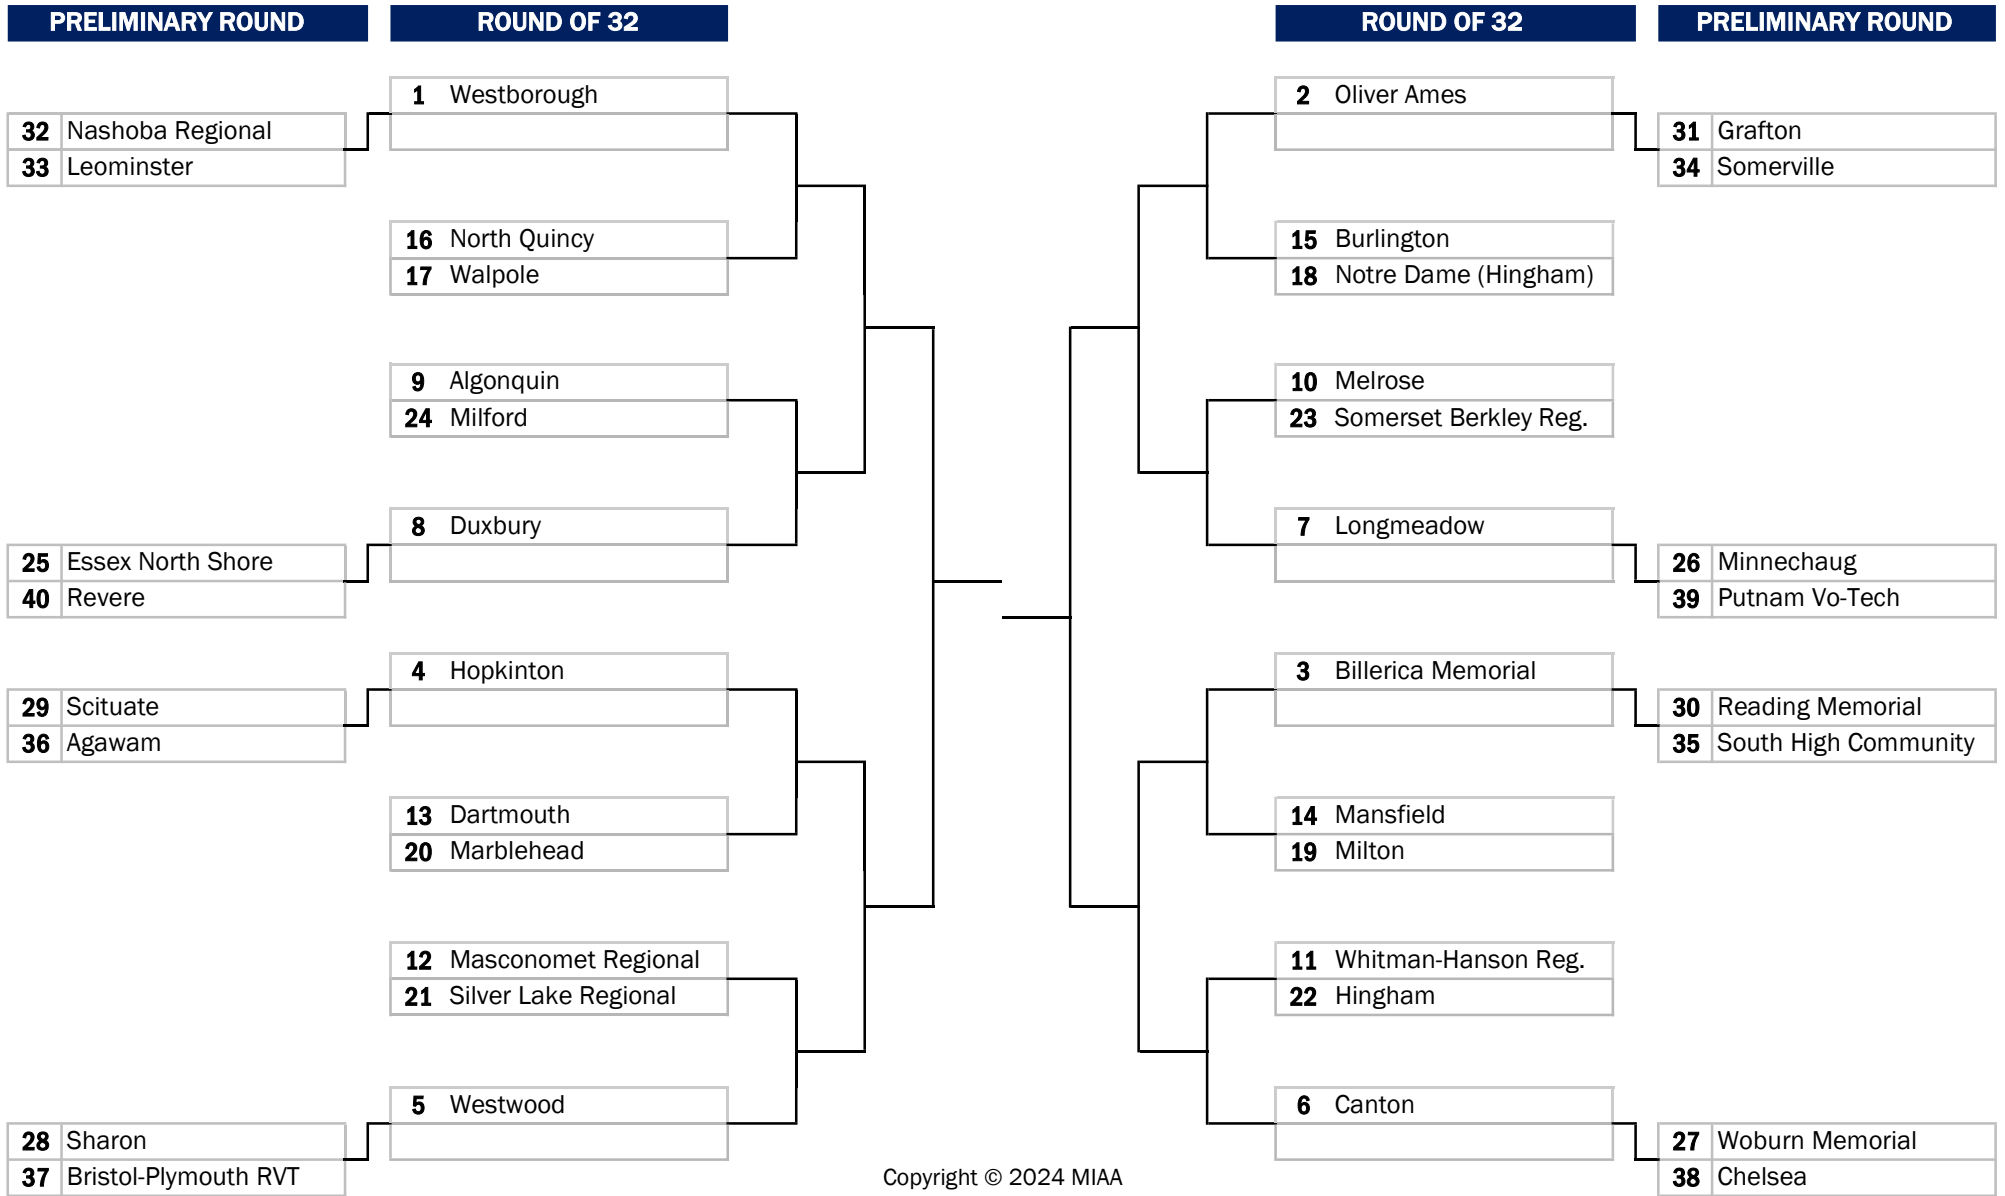 PRELIMINARY ROUND
ROUND OF 32
ROUND OF 32
PRELIMINARY ROUND
1 Westborough
2 Oliver Ames
32 Nashoba Regional
31 Grafton
33 Leominster
34 Somerville
16 North Quincy
15 Burlington
17 Walpole
18 Notre Dame (Hingham)
9 Algonquin
10 Melrose
24 Milford
23 Somerset Berkley Reg.
8 Duxbury
7 Longmeadow
25 Essex North Shore
26 Minnechaug
40 Revere
39 Putnam Vo-Tech
4 Hopkinton
3 Billerica Memorial
29 Scituate
30 Reading Memorial
36 Agawam
35 South High Community
13 Dartmouth
14 Mansfield
20 Marblehead
19 Milton
12 Masconomet Regional
11 Whitman-Hanson Reg.
21 Silver Lake Regional
22 Hingham
5 Westwood
6 Canton
28 Sharon
27 Woburn Memorial
37 Bristol-Plymouth RVT
38 Chelsea
Copyright © 2024 MIAA